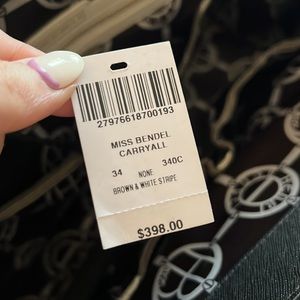 27976618700193
MISS BENDEL
CARRYALL
34 NONE 340C
BROWN & WHITE STRIPE
$398.00